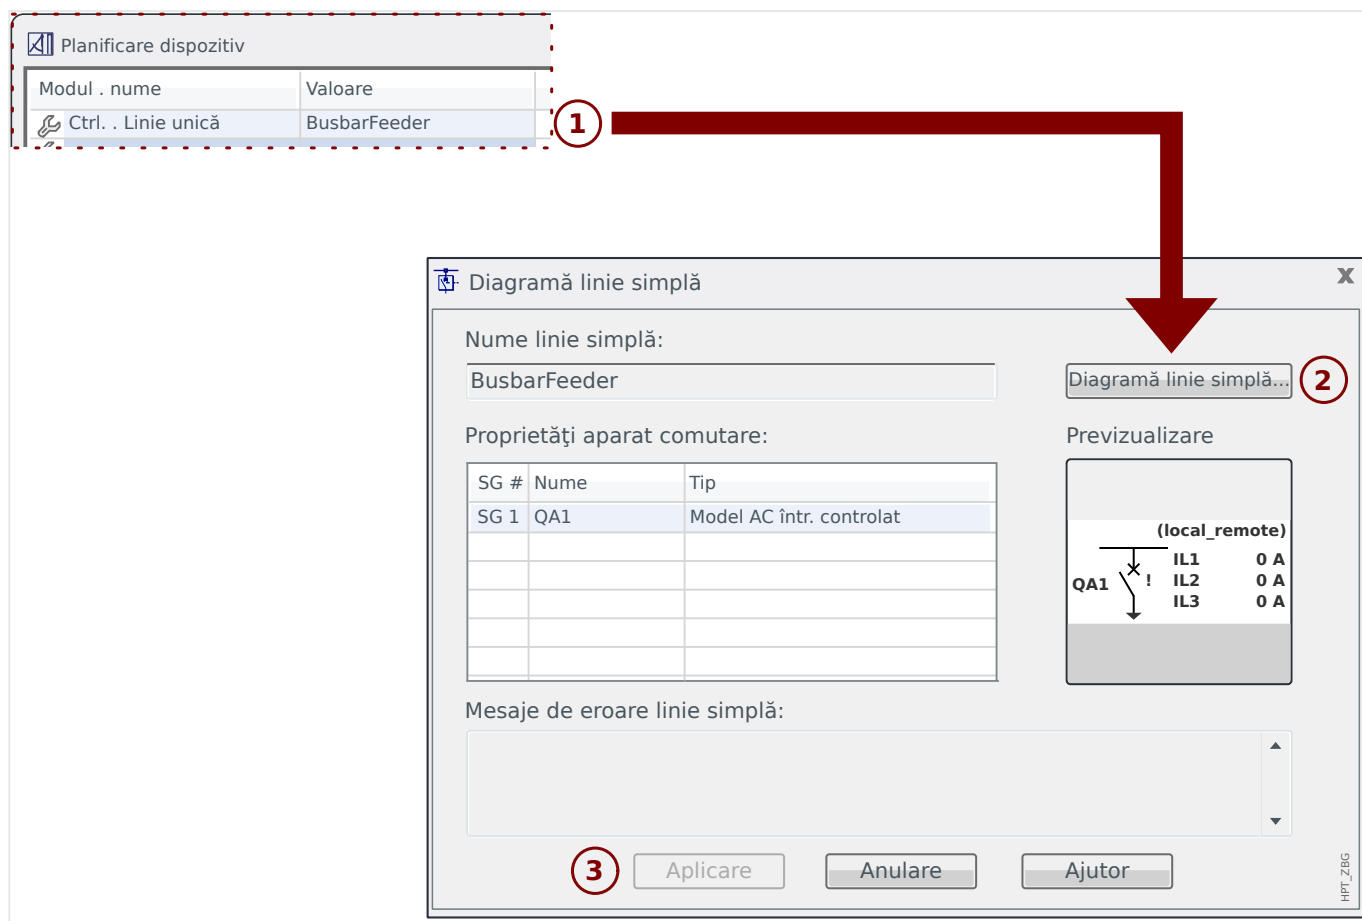 Planificare dispozitiv
Modul . nume Valoare
Ctrl. . Linie unică BusbarFeeder
1
Diagramă linie simplă X
Nume linie simplă:
BusbarFeeder
Diagramă linie simplă...
2
Proprietăţi aparat comutare:
Previzualizare
SG # Nume Tip
SG 1 QA1 Model AC într. controlat
(local_remote)
IL1 0 A
QA1 ! IL2 0 A
IL3 0 A
Mesaje de eroare linie simplă:
3 Aplicare Anulare Ajutor
HPT_ZBG